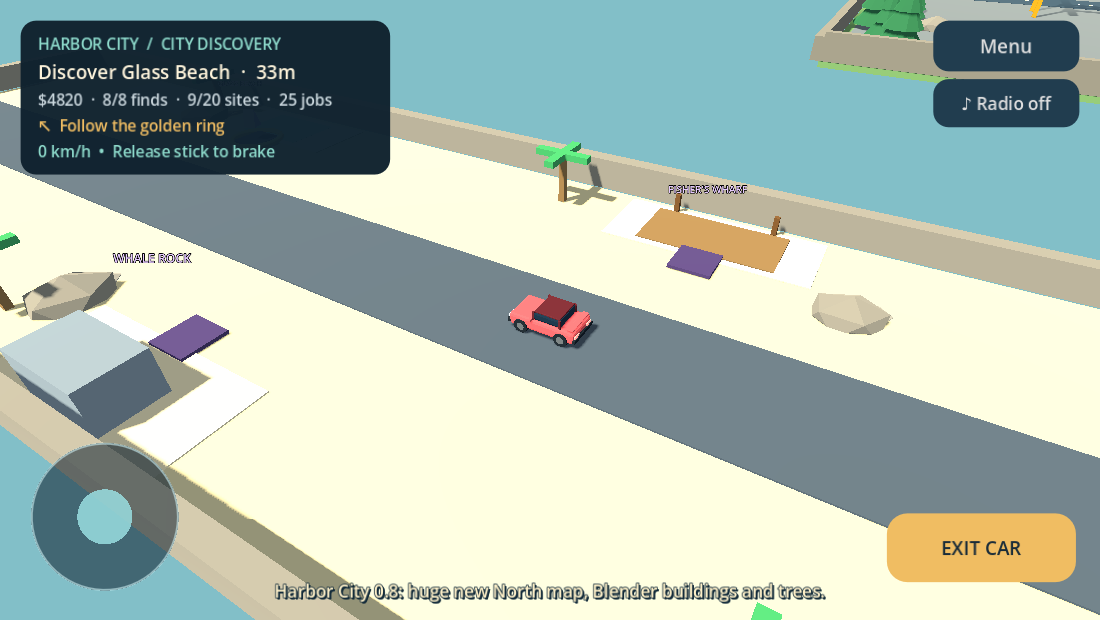 HARBOR CITY / CITY DISCOVERY
Discover Glass Beach · 33m
$4820 · 8/8 finds · 9/20 sites · 25 jobs
↖ Follow the golden ring
0 km/h • Release stick to brake
Menu
♪ Radio off
FISHER'S WHARF
WHALE ROCK
EXIT CAR
Harbor City 0.8: huge new North map, Blender buildings and trees.